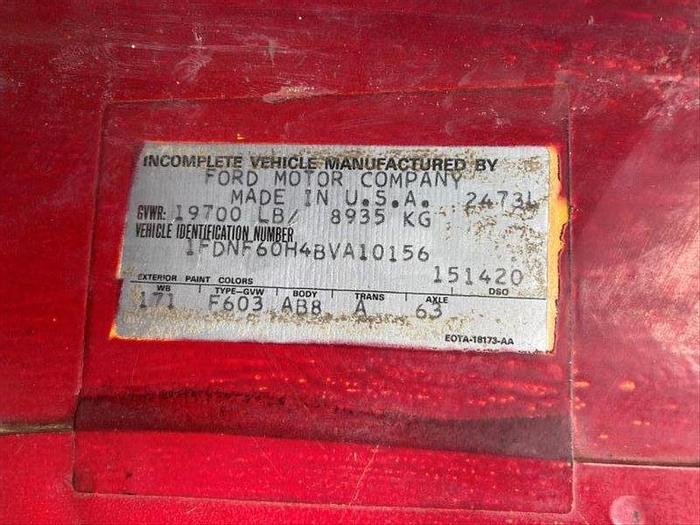 INCOMPLETE VEHICLE MANUFACTURED BY
FORD MOTOR COMPANY
MADE IN U.S.A. 2473L
GVWR: 19700 LB/ 8935 KG
VEHICLE IDENTIFICATION NUMBER
1FDNF60H4BVA10156
151420
EXTERIOR PAINT COLORS DSO
WB TYPE-GVW BODY TRANS AXLE
171 F603 AB8 A 63
EOTA-18173-AA